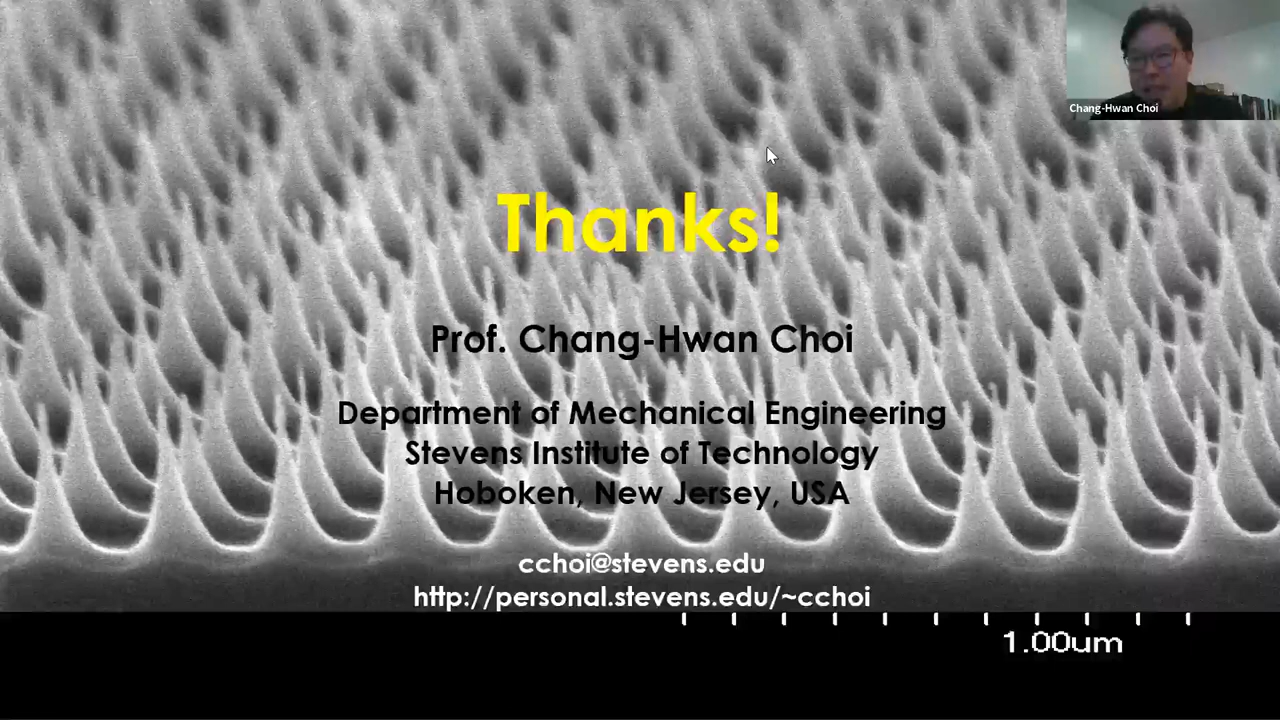 Chang-Hwan Choi
Thanks!
Prof. Chang-Hwan Choi
Department of Mechanical Engineering
Stevens Institute of Technology
Hoboken, New Jersey, USA
cchoi@stevens.edu
http://personal.stevens.edu/~cchoi
1.00um